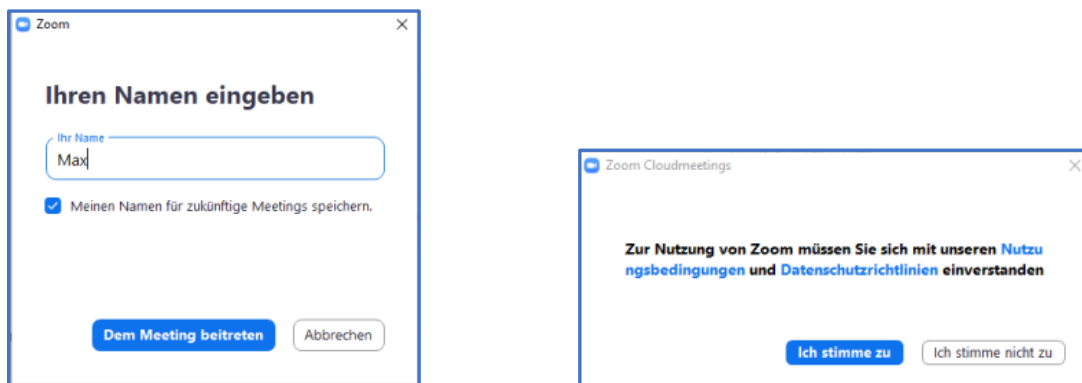 Zoom
Ihren Namen eingeben
Ihr Name
Max
Meinen Namen für zukünftige Meetings speichern.
Dem Meeting beitreten
Abbrechen
Zoom Cloudmeetings
Zur Nutzung von Zoom müssen Sie sich mit unseren Nutzu
ngsbedingungen und Datenschutzrichtlinien einverstanden
Ich stimme zu
Ich stimme nicht zu